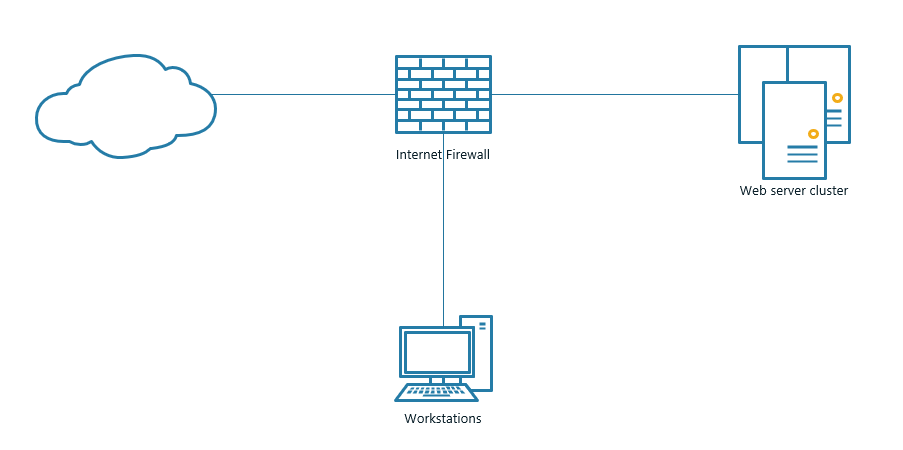 Internet Firewall
Web server cluster
Workstations